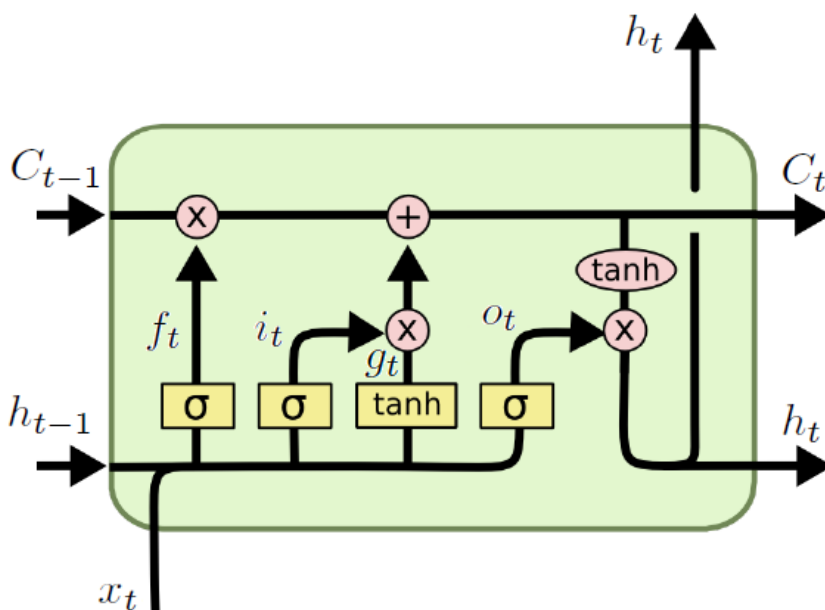 h_t
C_{t-1}
C_t
x
+
tanh
f_t
i_t
x
o_t
x
g_t
σ
σ
tanh
σ
h_{t-1}
h_t
x_t